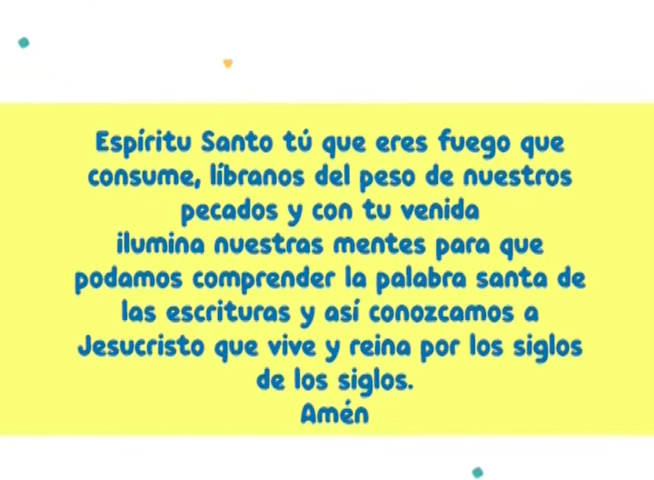 Espíritu Santo tú que eres fuego que
consume, líbranos del peso de nuestros
pecados y con tu venida
ilumina nuestras mentes para que
podamos comprender la palabra santa de
las escrituras y así conozcamos a
Jesucristo que vive y reina por los siglos
de los siglos.
Amén